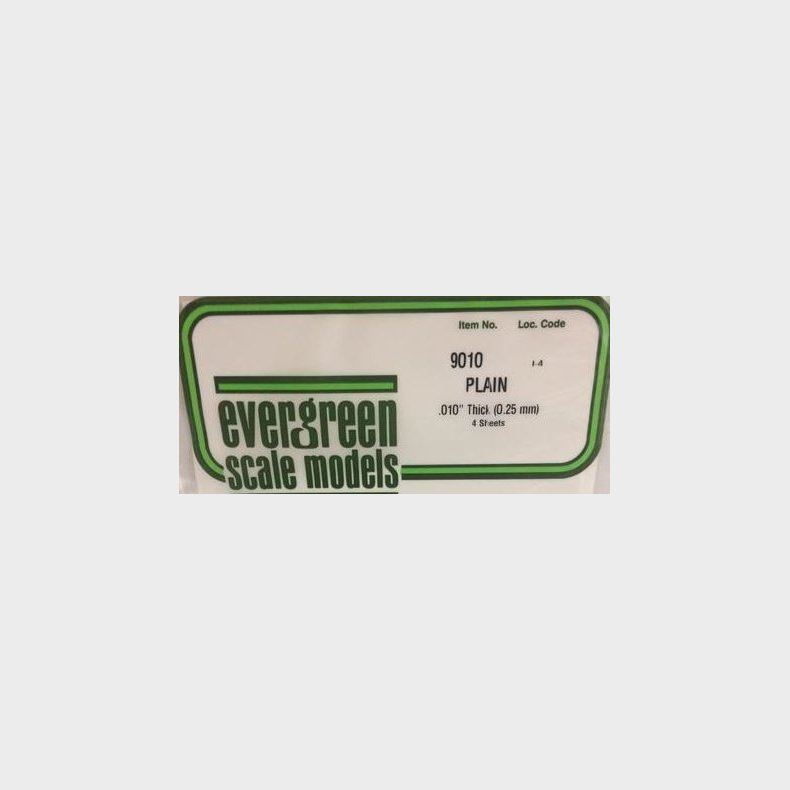 Item No. Loc. Code
9010 I-4
PLAIN
.010" Thick (0.25 mm)
4 Sheets
evergreen
scale models